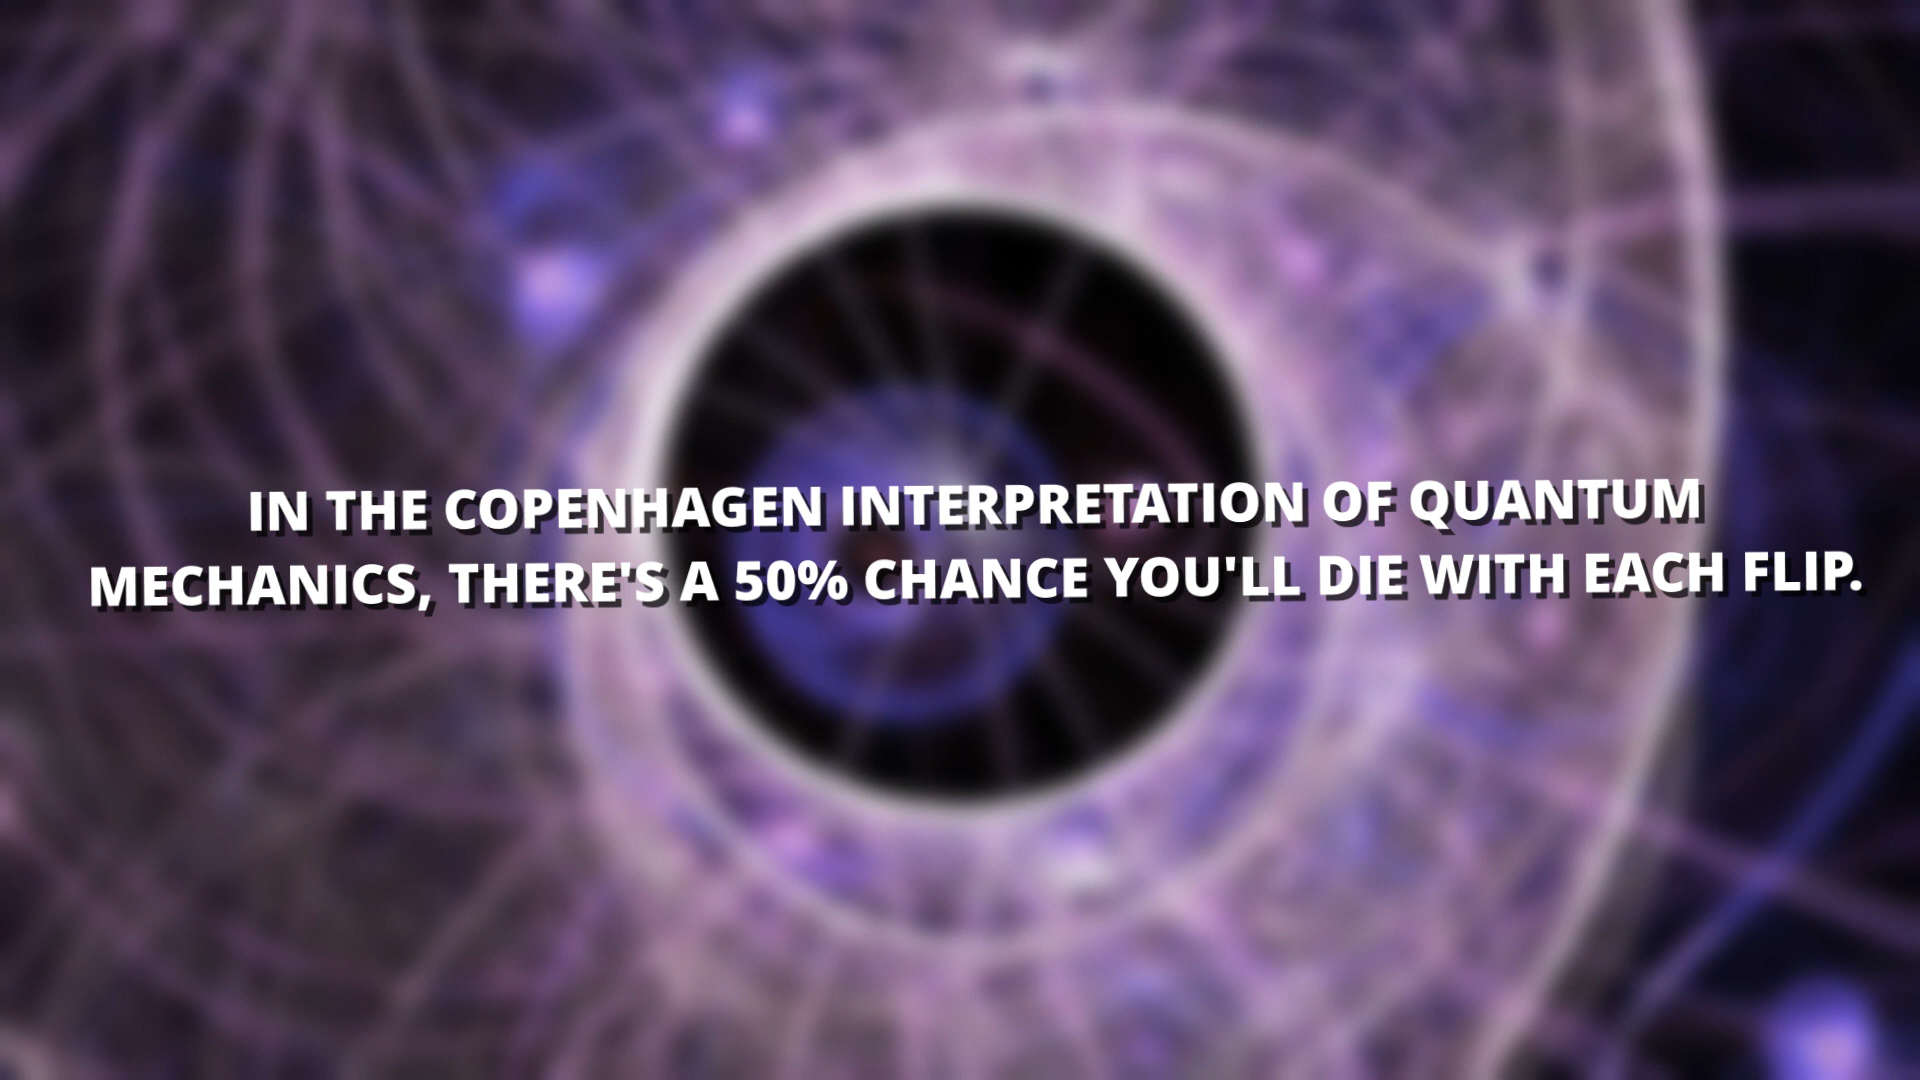 IN THE COPENHAGEN INTERPRETATION OF QUANTUM
MECHANICS, THERE'S A 50% CHANCE YOU'LL DIE WITH EACH FLIP.